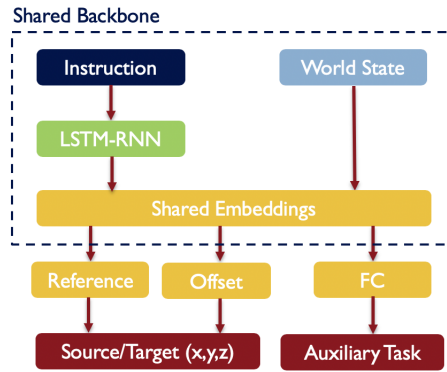 Shared Backbone
Instruction
World State
LSTM-RNN
Shared Embeddings
Reference
Offset
FC
Source/Target (x,y,z)
Auxiliary Task